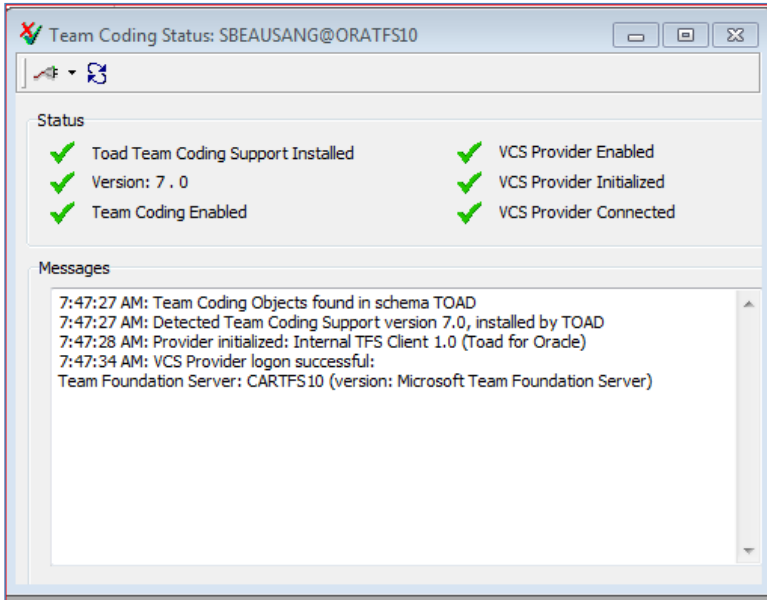 Team Coding Status: SBEAUSANG@ORATFS10
Status
Toad Team Coding Support Installed
VCS Provider Enabled
Version: 7 . 0
VCS Provider Initialized
Team Coding Enabled
VCS Provider Connected
Messages
7:47:27 AM: Team Coding Objects found in schema TOAD
7:47:27 AM: Detected Team Coding Support version 7.0, installed by TOAD
7:47:28 AM: Provider initialized: Internal TFS Client 1.0 (Toad for Oracle)
7:47:34 AM: VCS Provider logon successful:
Team Foundation Server: CARTFS10 (version: Microsoft Team Foundation Server)